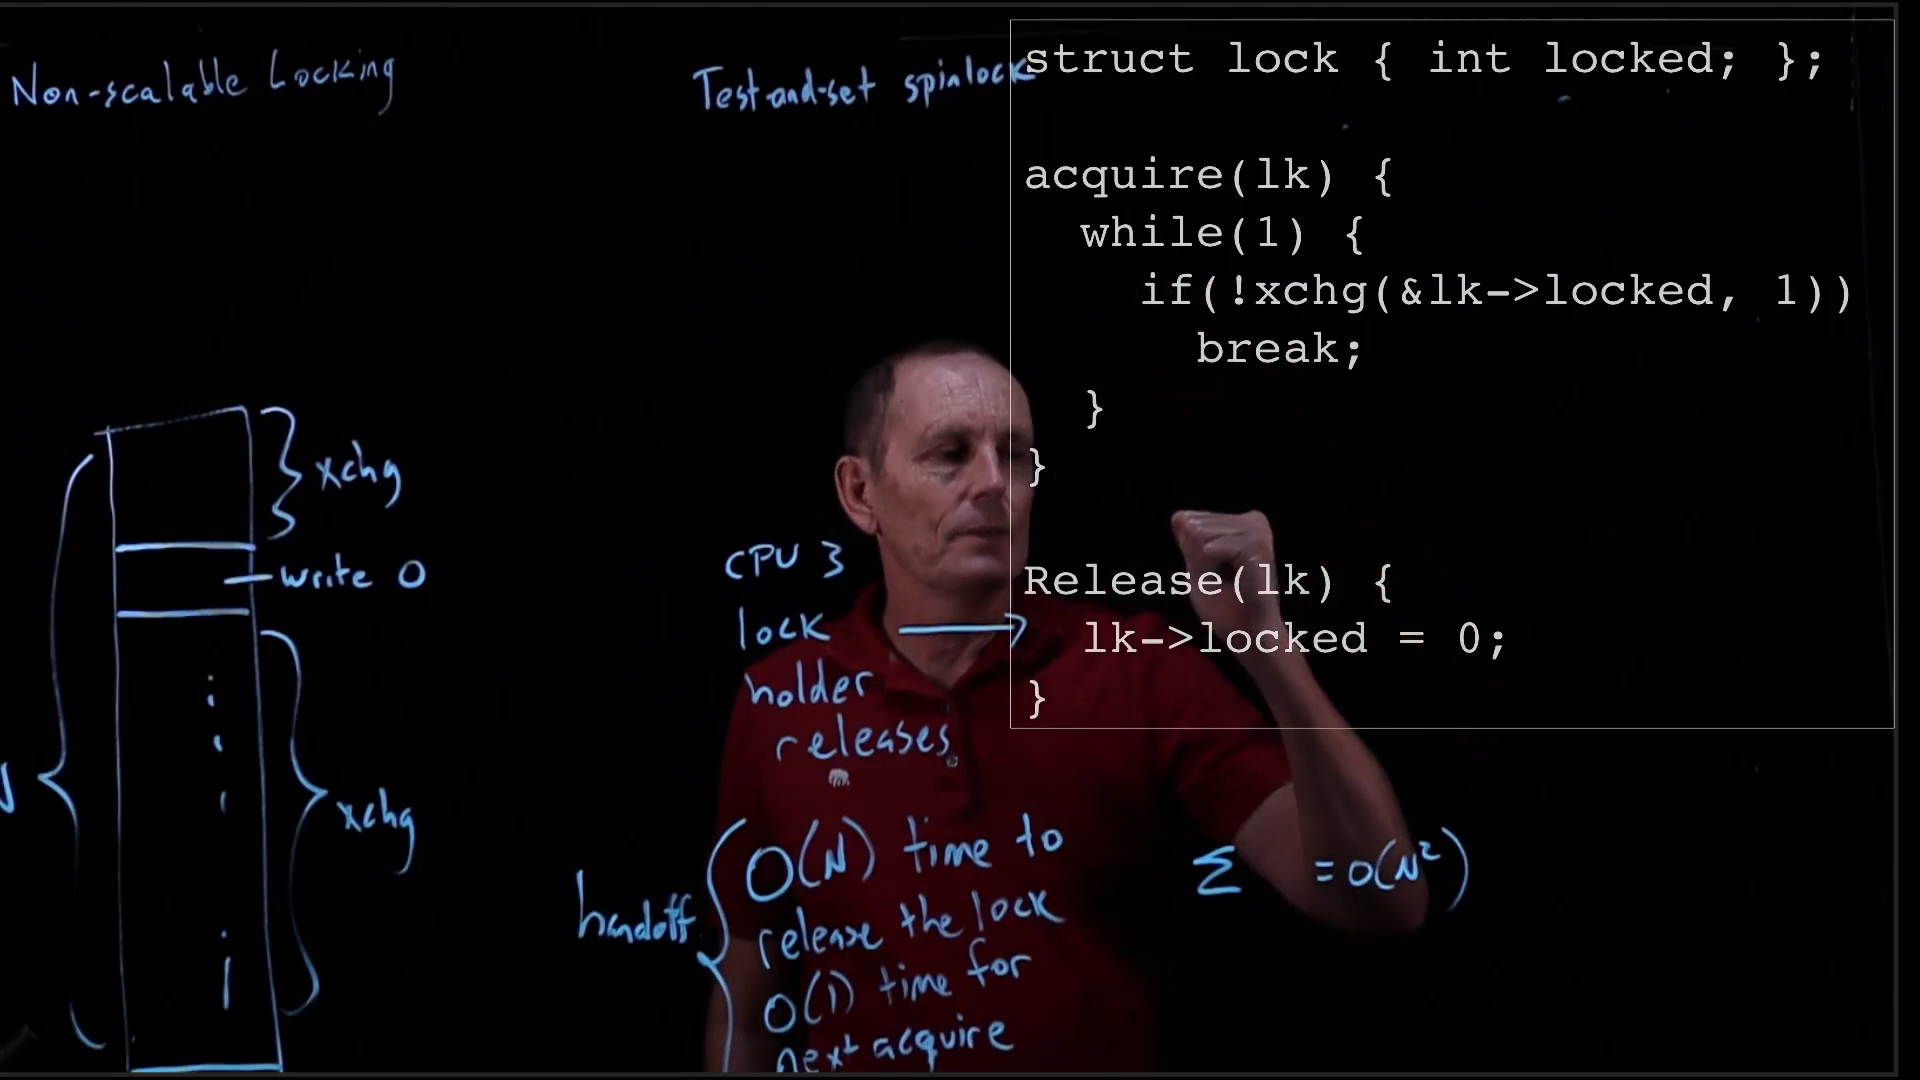 Non-scalable Locking
Test-and-set spinlock
struct lock { int locked; };
acquire(lk) {
while(1) {
if(!xchg(&lk->locked, 1))
break;
}
}
Release(lk) {
lk->locked = 0;
}
xchg
write 0
xchg
CPU 3
lock
holder
releases
handoff
O(N) time to
release the lock
O(1) time for
next acquire
Σ = O(N²)